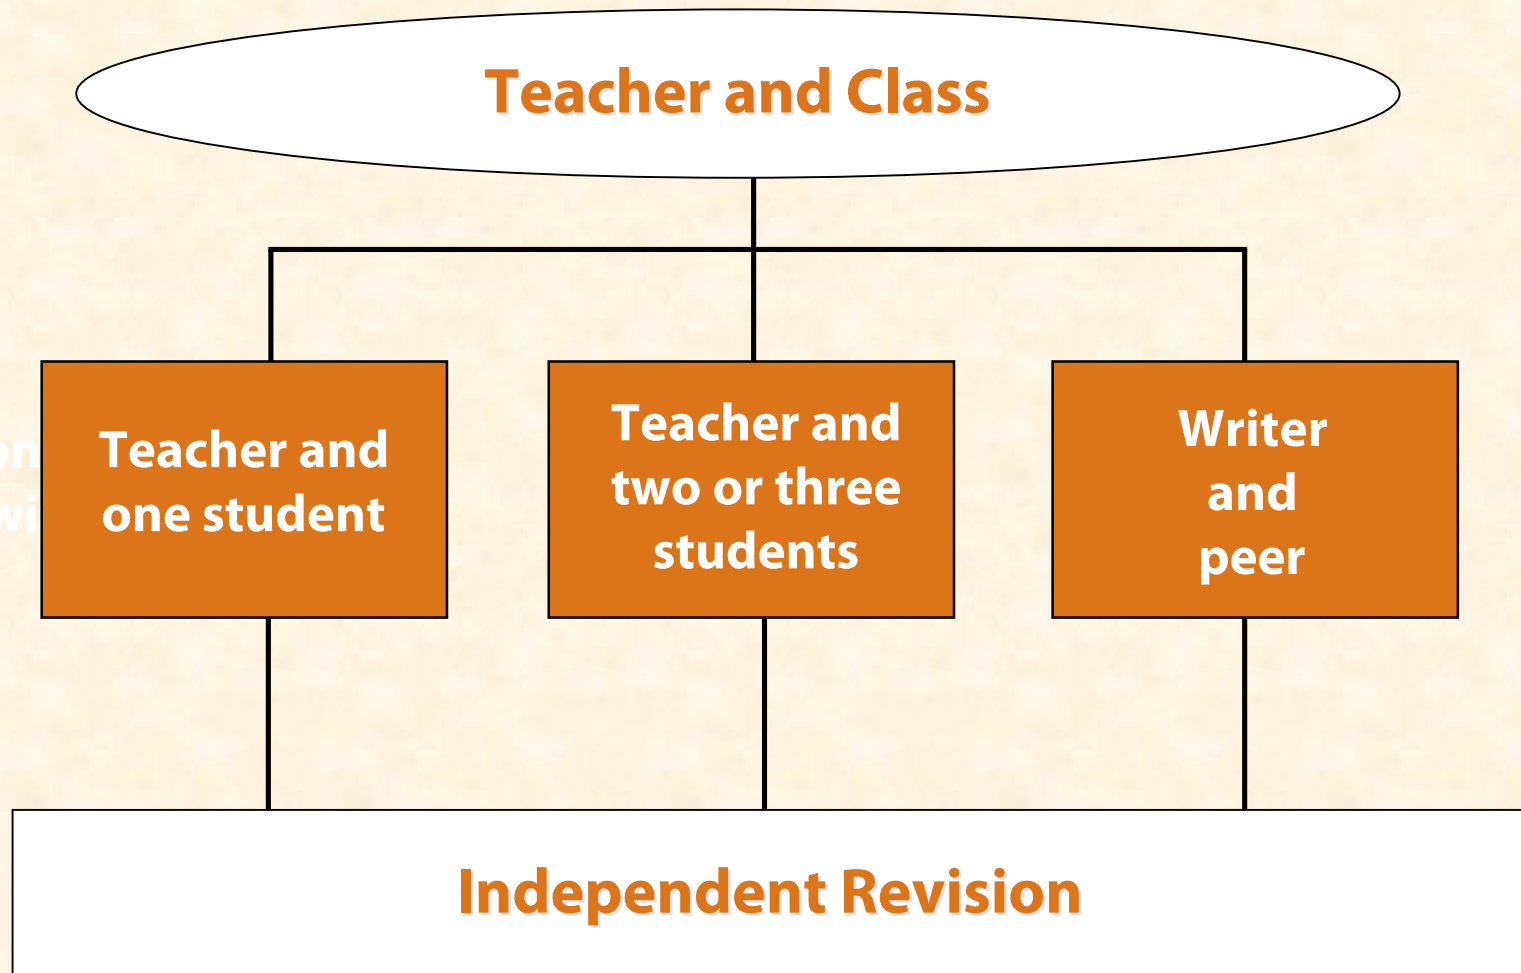 Teacher and Class
Teacher and
one student
Teacher and
two or three
students
Writer
and
peer
Independent Revision